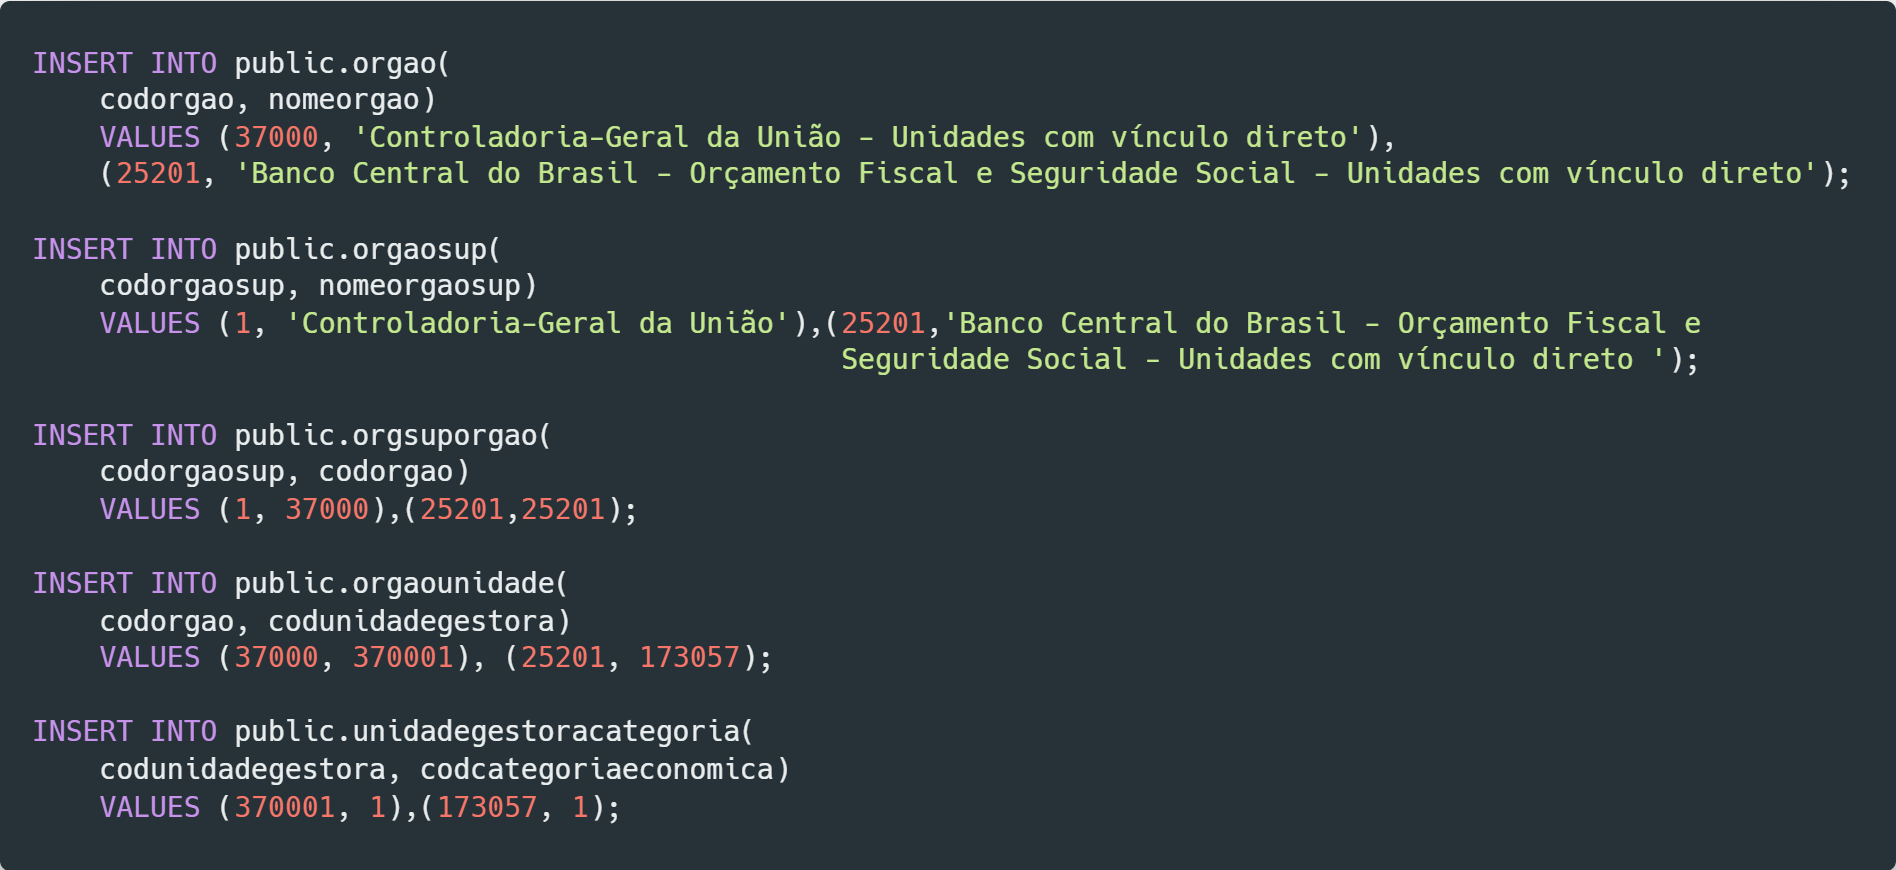 INSERT INTO public.orgao(
    codorgao, nomeorgao)
    VALUES (37000, 'Controladoria-Geral da União - Unidades com vínculo direto'),
    (25201, 'Banco Central do Brasil - Orçamento Fiscal e Seguridade Social - Unidades com vínculo direto');
INSERT INTO public.orgaosup(
    codorgaosup, nomeorgaosup)
    VALUES (1, 'Controladoria-Geral da União'),(25201,'Banco Central do Brasil - Orçamento Fiscal e
                                                Seguridade Social - Unidades com vínculo direto ');
INSERT INTO public.orgsuporgao(
    codorgaosup, codorgao)
    VALUES (1, 37000),(25201,25201);
INSERT INTO public.orgaounidade(
    codorgao, codunidadegestora)
    VALUES (37000, 370001), (25201, 173057);
INSERT INTO public.unidadegestoracategoria(
    codunidadegestora, codcategoriaeconomica)
    VALUES (370001, 1),(173057, 1);